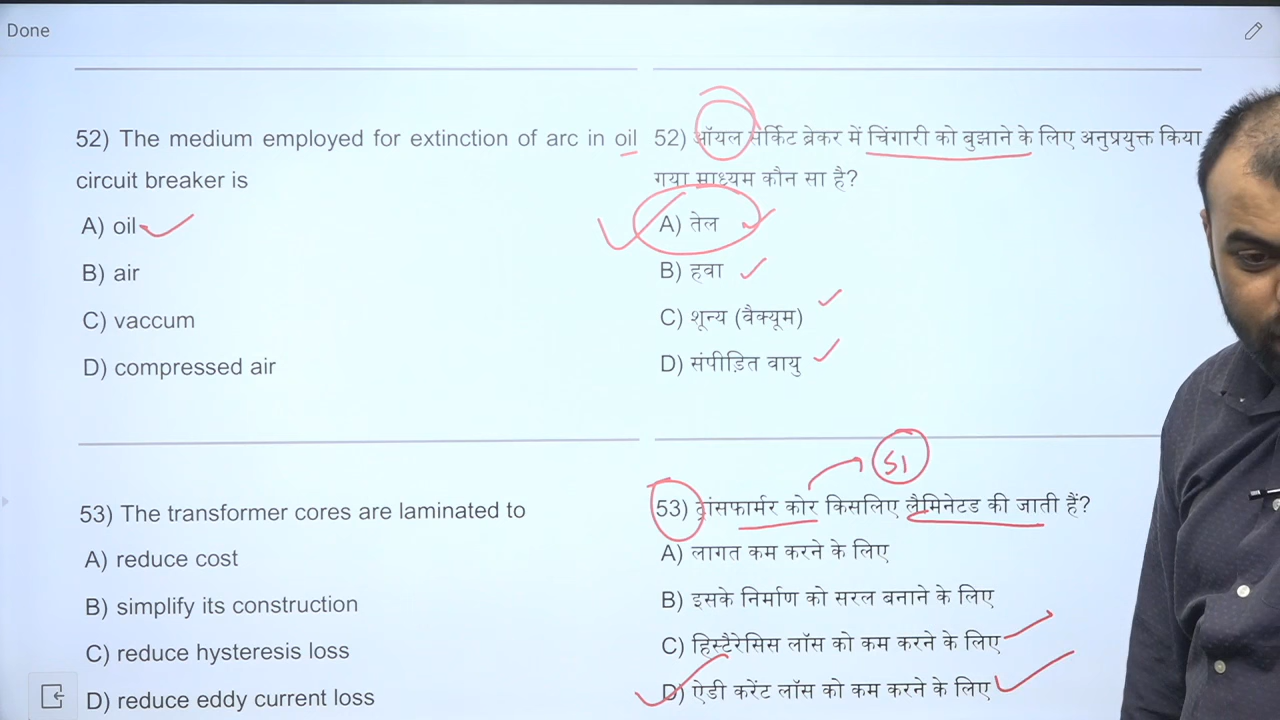 Done
52) The medium employed for extinction of arc in oil
circuit breaker is
A) oil
B) air
C) vaccum
D) compressed air
52) ऑयल सर्किट ब्रेकर में चिंगारी को बुझाने के लिए अनुप्रयुक्त किया
गया माध्यम कौन सा है?
A) तेल
B) हवा
C) शून्य (वैक्यूम)
D) संपीड़ित वायु
53) The transformer cores are laminated to
A) reduce cost
B) simplify its construction
C) reduce hysteresis loss
D) reduce eddy current loss
51
53) ट्रांसफार्मर कोर किसलिए लैमिनेटड की जाती हैं?
A) लागत कम करने के लिए
B) इसके निर्माण को सरल बनाने के लिए
C) हिस्टैरेसिस लॉस को कम करने के लिए
D) ऐडी करेंट लॉस को कम करने के लिए